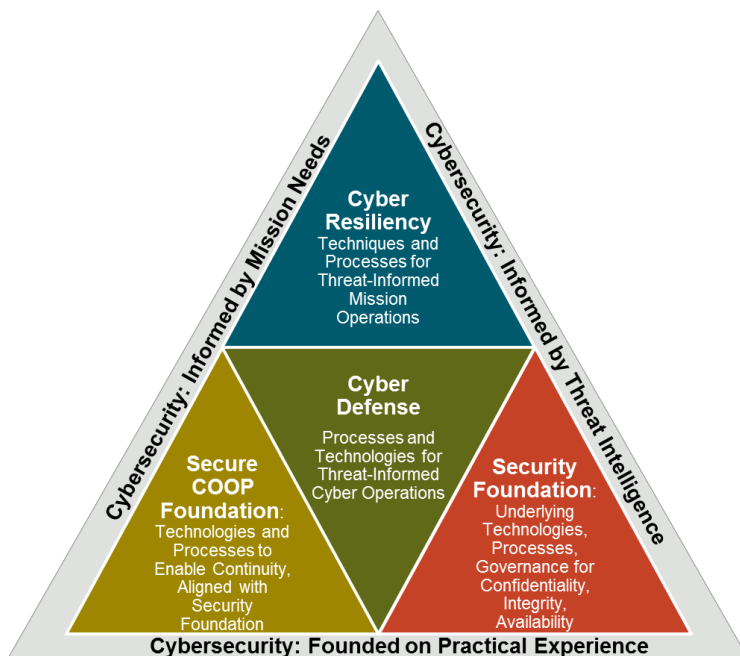 Cybersecurity: Informed by Mission Needs
Cybersecurity: Informed by Threat Intelligence
Cyber
Resiliency
Techniques and
Processes for
Threat-Informed
Mission
Operations
Cyber
Defense
Processes and
Technologies for
Threat-Informed
Cyber Operations
Secure
COOP
Foundation:
Technologies and
Processes to
Enable Continuity,
Aligned with
Security
Foundation
Security
Foundation:
Underlying
Technologies,
Processes,
Governance for
Confidentiality,
Integrity,
Availability
Cybersecurity: Founded on Practical Experience